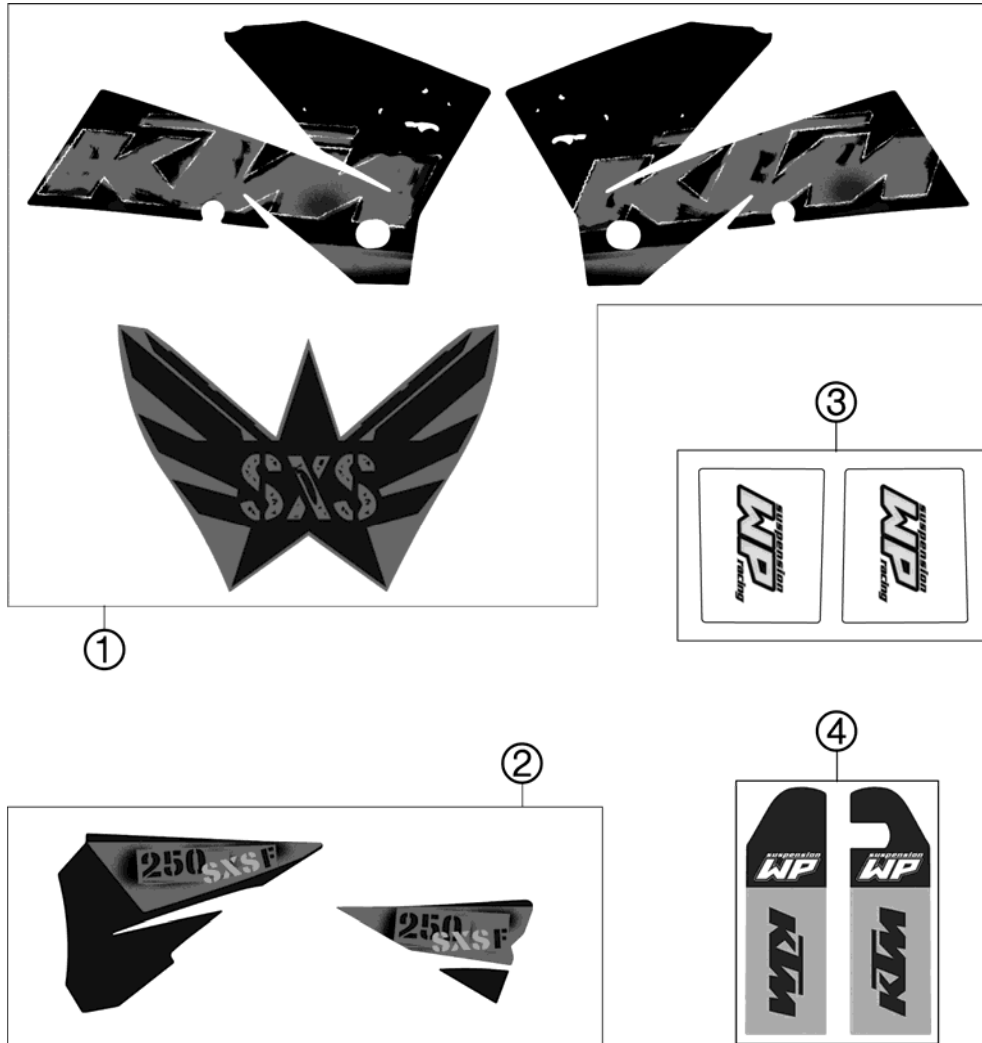 KTM
KTM
SXS
1
3
suspension
WP
racing
suspension
WP
racing
2
250
SXSF
250
SXSF
4
suspension
WP
suspension
WP
KTM
KTM